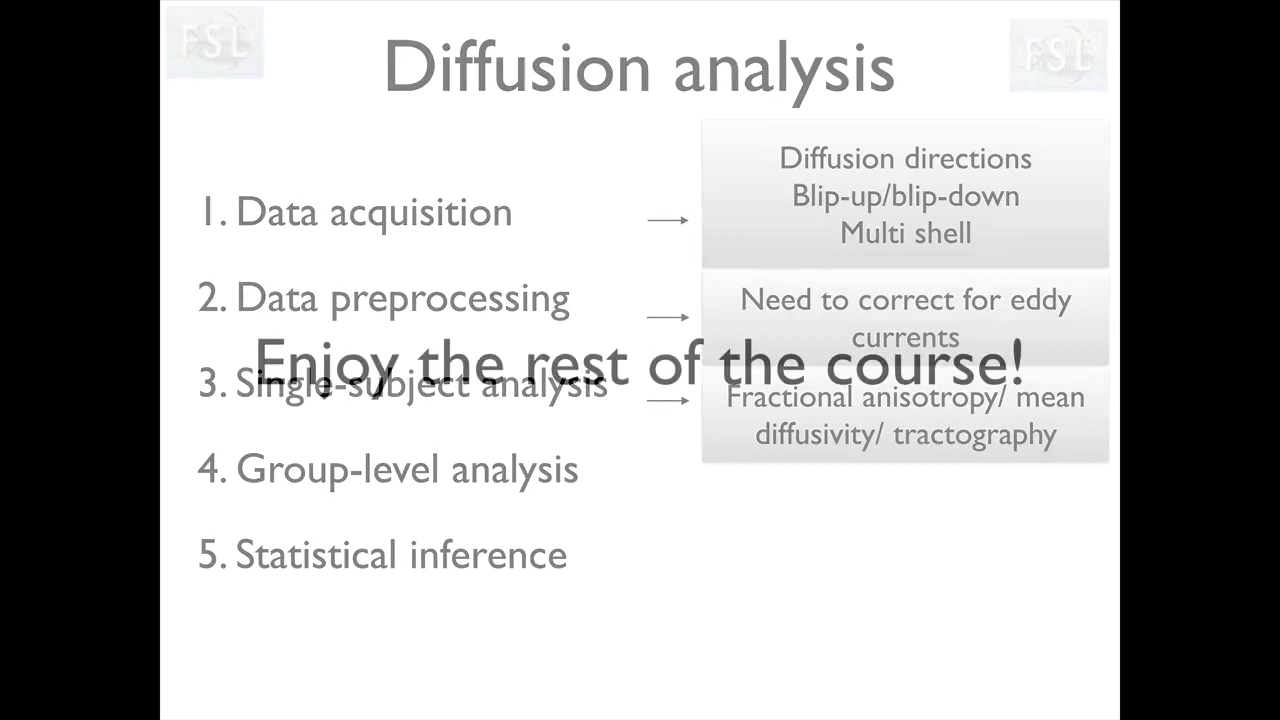 FSL
FSL
Diffusion analysis
1. Data acquisition
Diffusion directions
Blip-up/blip-down
Multi shell
2. Data preprocessing
Need to correct for eddy
currents
Enjoy the rest of the course!
3. Single-subject analysis
Fractional anisotropy/ mean
diffusivity/ tractography
4. Group-level analysis
5. Statistical inference